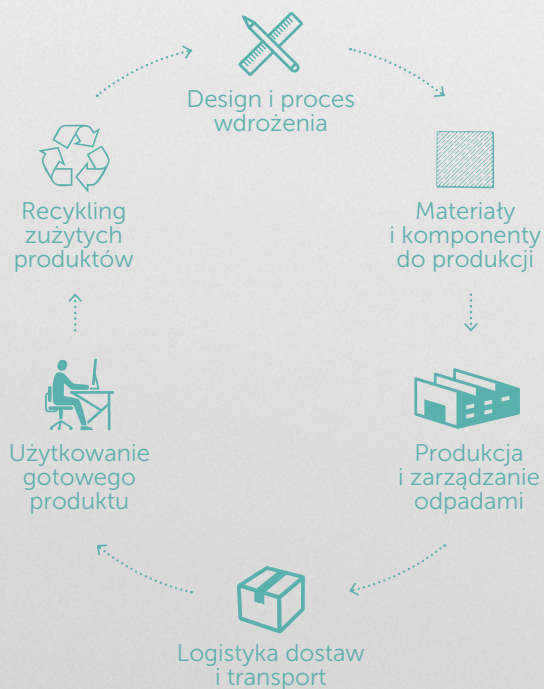 Design i proces
wdrożenia
Materiały
i komponenty
do produkcji
Produkcja
i zarządzanie
odpadami
Logistyka dostaw
i transport
Użytkowanie
gotowego
produktu
Recykling
zużytych
produktów